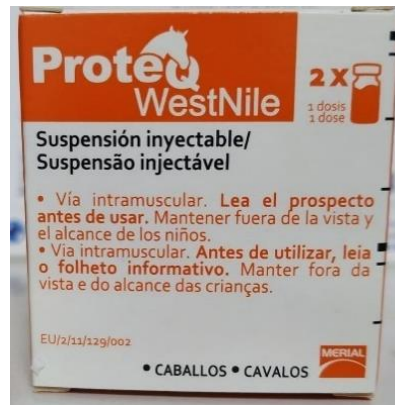 ProteQ
WestNile
2 X
1 dosis
1 dose
Suspensión inyectable/
Suspensão injectável
• Vía intramuscular. Lea el prospecto
antes de usar. Mantener fuera de la vista y
el alcance de los niños.
• Via intramuscular. Antes de utilizar, leia
o folheto informativo. Manter fora da
vista e do alcance das crianças.
EU/2/11/129/002
• CABALLOS • CAVALOS
MERIAL